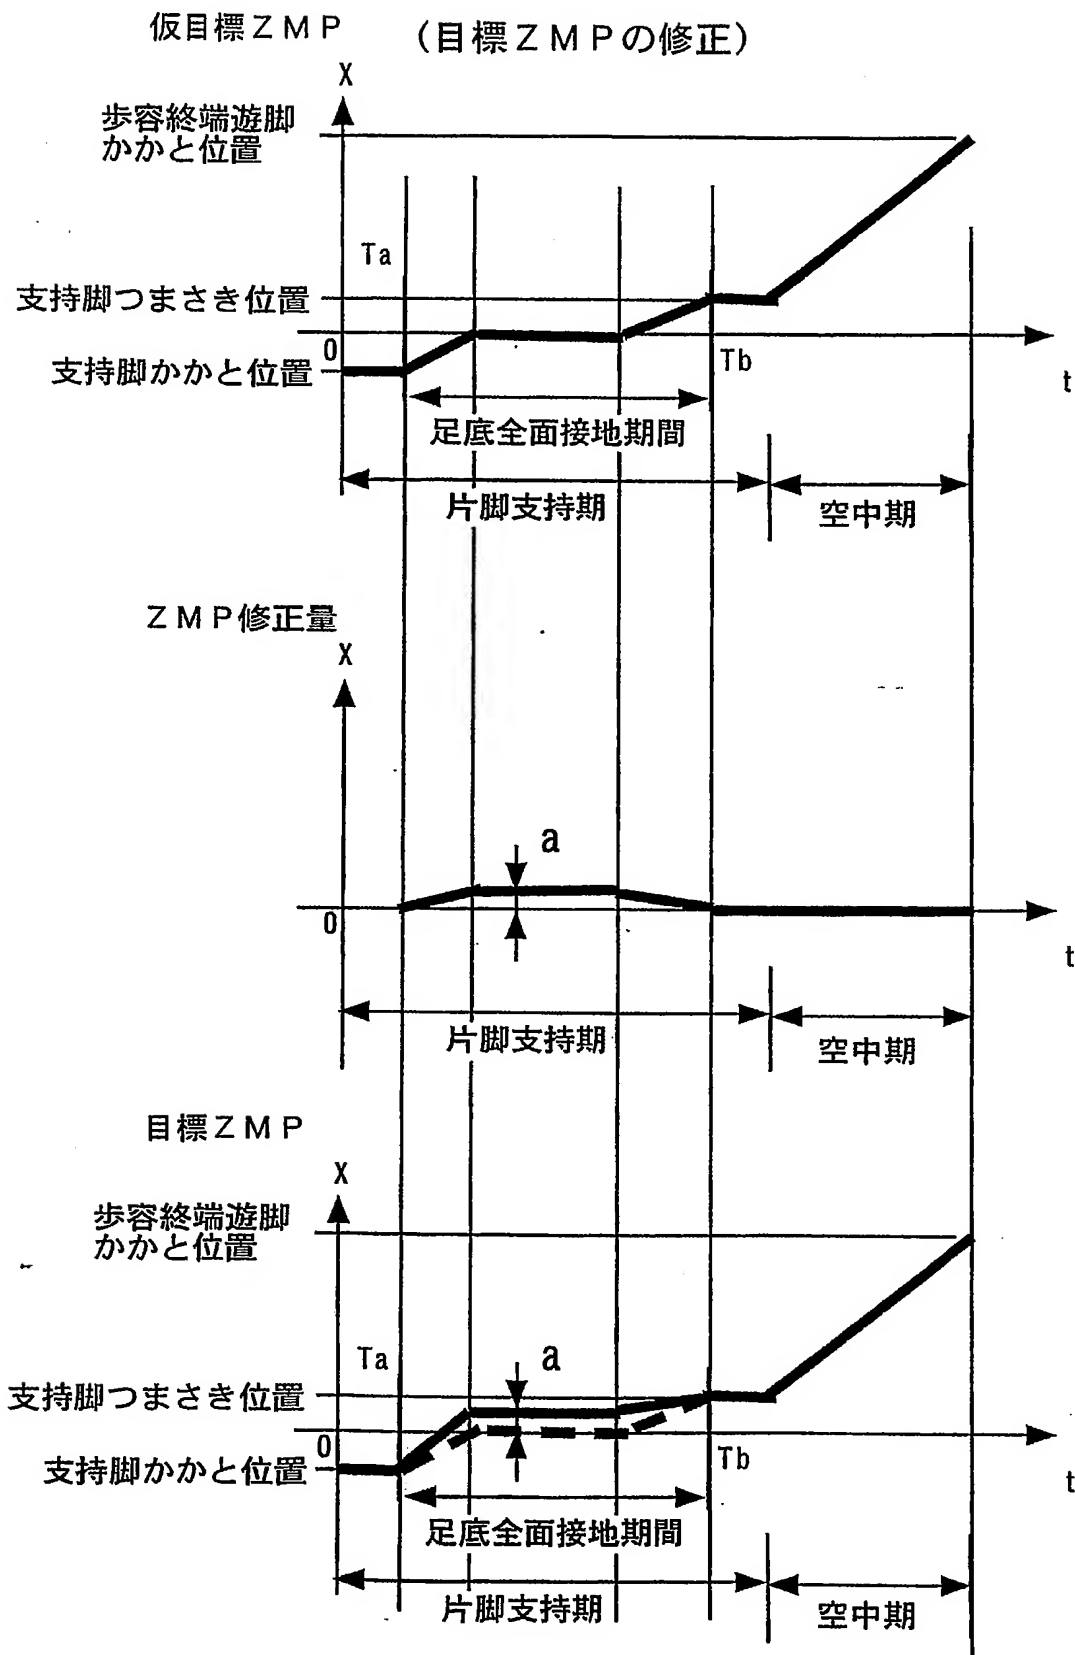 仮目標ZMP
(目標ZMPの修正)
X
歩容終端遊脚
かかと位置
Ta
支持脚つまさき位置
0
支持脚かかと位置
Tb
t
足底全面接地期間
片脚支持期
空中期
ZMP修正量
X
a
0
t
片脚支持期
空中期
目標ZMP
X
歩容終端遊脚
かかと位置
Ta
a
支持脚つまさき位置
0
支持脚かかと位置
Tb
t
足底全面接地期間
片脚支持期
空中期